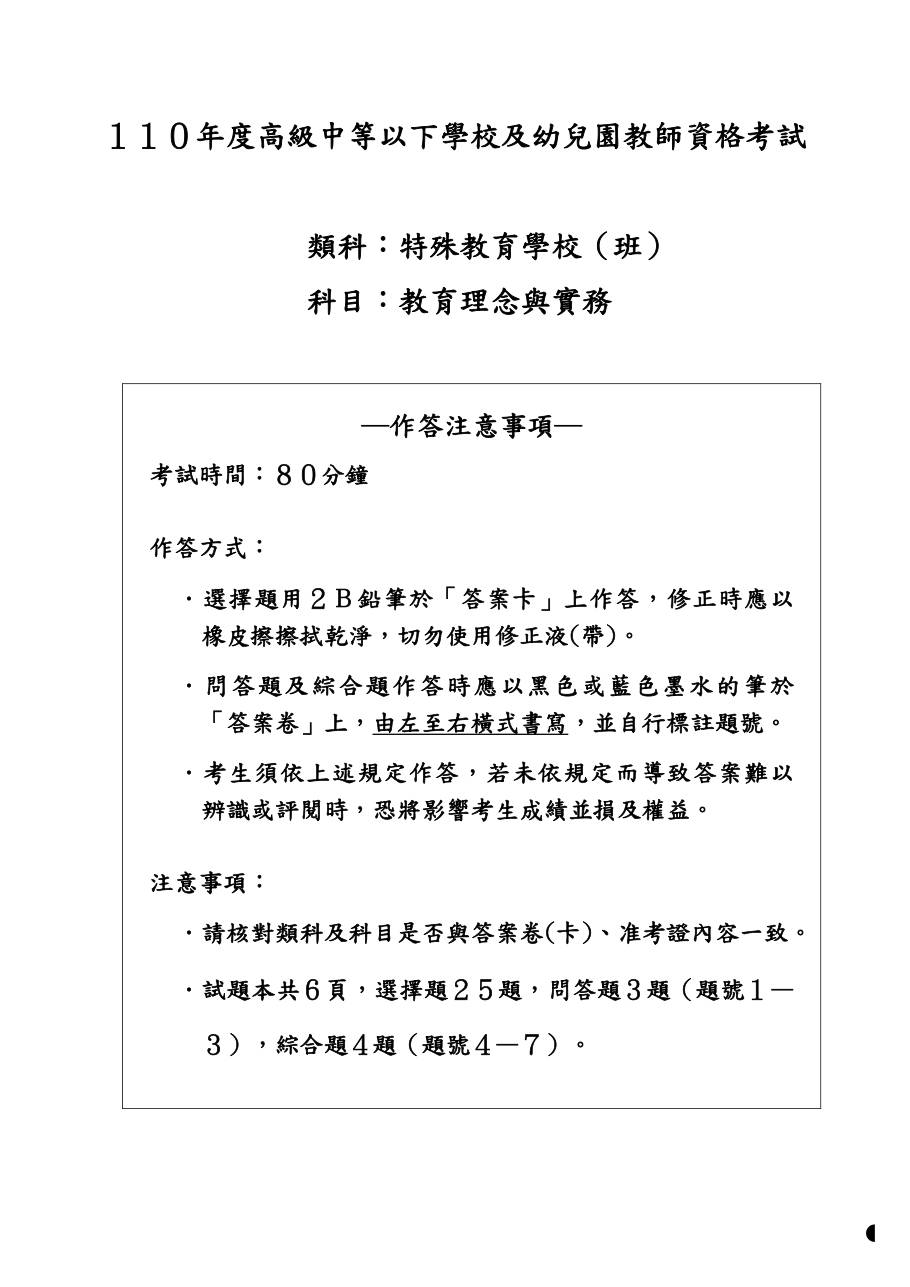 １１０年度高級中等以下學校及幼兒園教師資格考試
類科：特殊教育學校（班）
科目：教育理念與實務
—作答注意事項—
考試時間：８０分鐘
作答方式：
．選擇題用２Ｂ鉛筆於「答案卡」上作答，修正時應以
橡皮擦擦拭乾淨，切勿使用修正液(帶)。
．問答題及綜合題作答時應以黑色或藍色墨水的筆於
「答案卷」上，由左至右橫式書寫，並自行標註題號。
．考生須依上述規定作答，若未依規定而導致答案難以
辨識或評閱時，恐將影響考生成績並損及權益。
注意事項：
．請核對類科及科目是否與答案卷(卡)、准考證內容一致。
．試題本共６頁，選擇題２５題，問答題３題（題號１－
３），綜合題４題（題號４－７）。